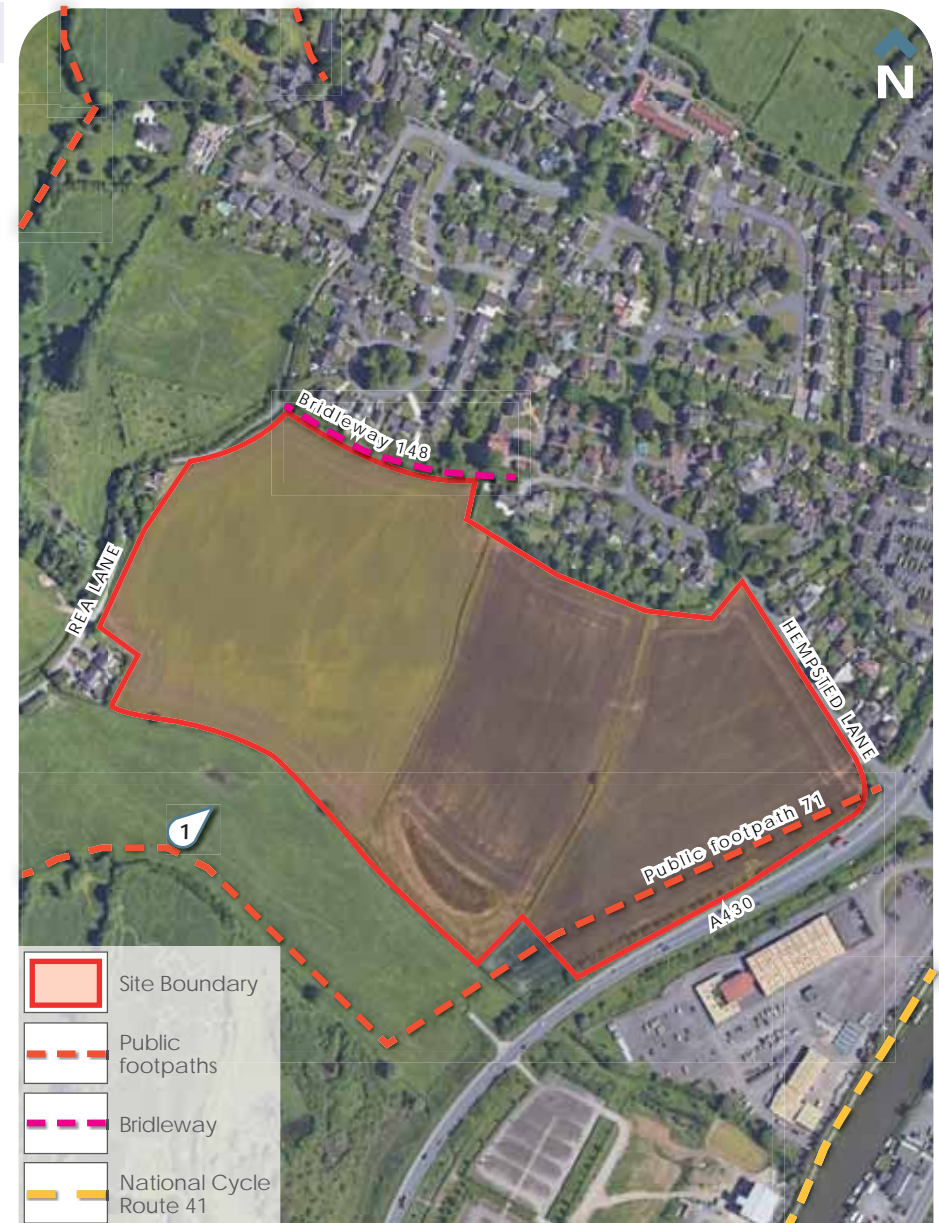 N
Bridleway 148
REA LANE
HEMPSTED LANE
Public footpath 71
A430
1
Site Boundary
Public
footpaths
Bridleway
National Cycle
Route 41